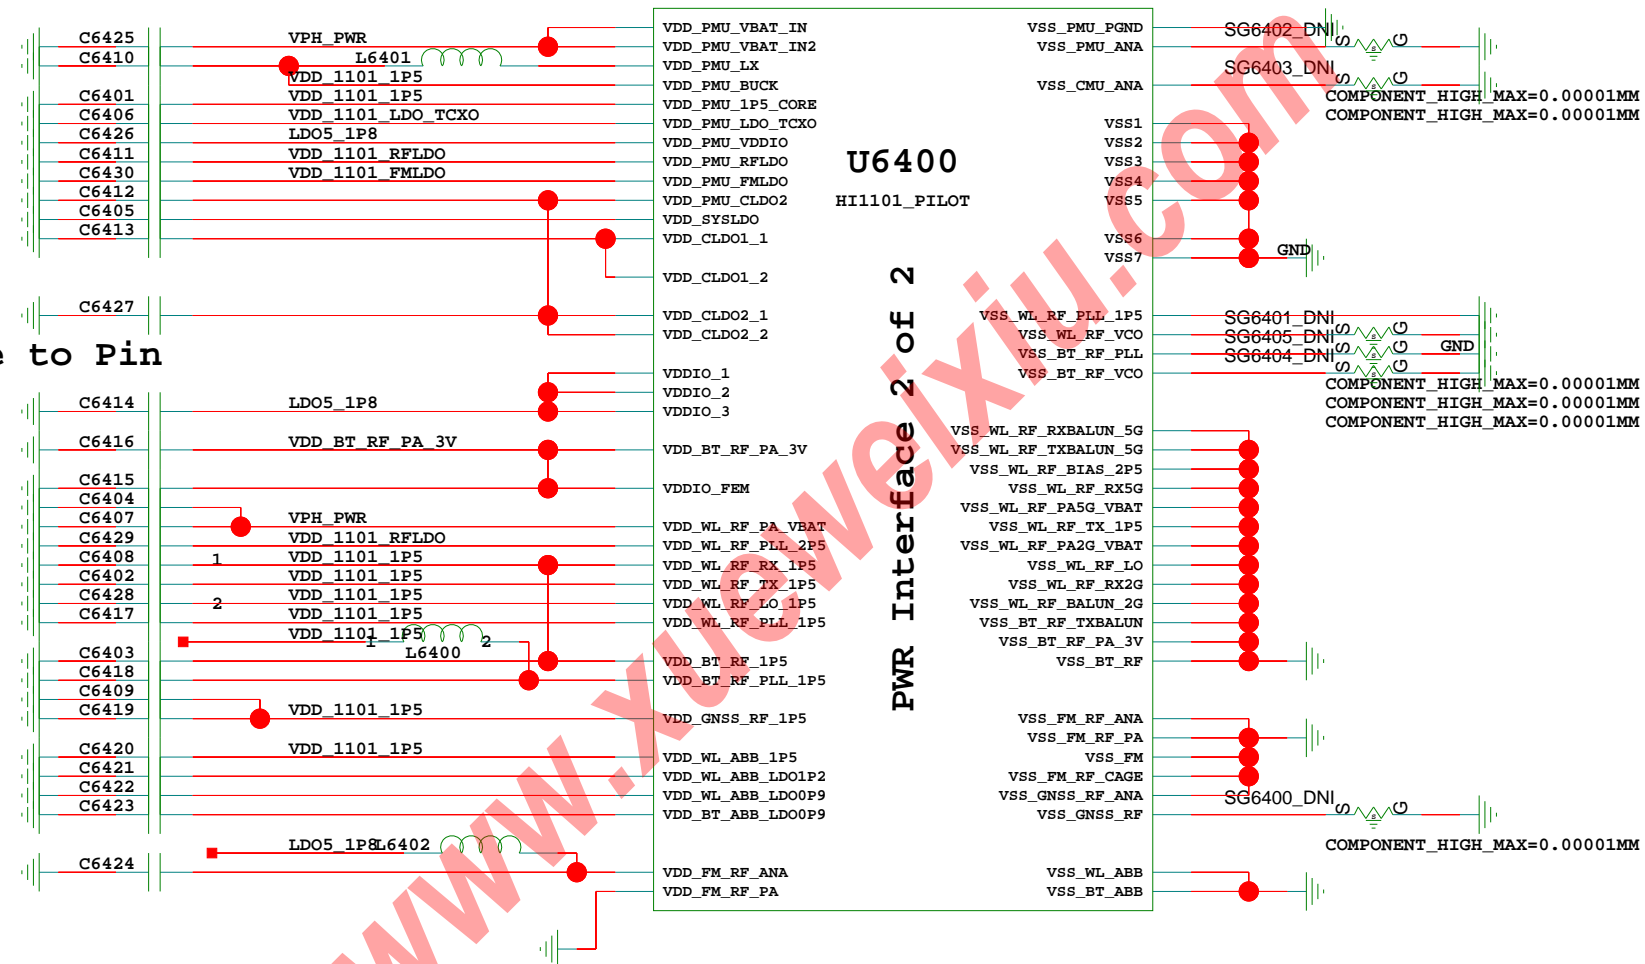 C6425 VPH_PWR VDD_PMU_VBAT_IN VSS_PMU_PGND SG6402_DNI S G
C6410 L6401 VDD_PMU_VBAT_IN2 VSS_PMU_ANA
VDD_PMU_LX SG6403_DNI S G
VDD_1101_1P5 VDD_PMU_BUCK VSS_CMU_ANA
C6401 VDD_1101_1P5 VDD_PMU_1P5_CORE COMPONENT_HIGH_MAX=0.00001MM
C6406 VDD_1101_LDO_TCXO VDD_PMU_LDO_TCXO VSS1 COMPONENT_HIGH_MAX=0.00001MM
C6426 LDO5_1P8 VDD_PMU_VDDIO VSS2
C6411 VDD_1101_RFLDO VDD_PMU_RFLDO VSS3
U6400
C6430 VDD_1101_FMLDO VDD_PMU_FMLDO VSS4
C6412 VDD_PMU_CLDO2 HI1101_PILOT VSS5
C6405 VDD_SYSLDO
C6413 VDD_CLDO1_1 VSS6
VSS7 GND
VDD_CLDO1_2
C6427 VDD_CLDO2_1 VSS_WL_RF_PLL_1P5 SG6401_DNI
VDD_CLDO2_2 VSS_WL_RF_VCO SG6405_DNI S G
e to Pin VSS_BT_RF_PLL SG6404_DNI S G GND
VDDIO_1 VSS_BT_RF_VCO S G
VDDIO_2 COMPONENT_HIGH_MAX=0.00001MM
C6414 LDO5_1P8 VDDIO_3 COMPONENT_HIGH_MAX=0.00001MM
COMPONENT_HIGH_MAX=0.00001MM
PWR Interface 2 of 2
VSS_WL_RF_RXBALUN_5G
C6416 VDD_BT_RF_PA_3V VDD_BT_RF_PA_3V VSS_WL_RF_TXBALUN_5G
VSS_WL_RF_BIAS_2P5
C6415 VDDIO_FEM VSS_WL_RF_RX5G
C6404 VSS_WL_RF_PA5G_VBAT
C6407 VPH_PWR VDD_WL_RF_PA_VBAT VSS_WL_RF_TX_1P5
C6429 VDD_1101_RFLDO VDD_WL_RF_PLL_2P5 VSS_WL_RF_PA2G_VBAT
C6408 1 VDD_1101_1P5 VDD_WL_RF_RX_1P5 VSS_WL_RF_LO
C6402 VDD_1101_1P5 VDD_WL_RF_TX_1P5 VSS_WL_RF_RX2G
C6428 2 VDD_1101_1P5 VDD_WL_RF_LO_1P5 VSS_WL_RF_BALUN_2G
C6417 VDD_1101_1P5 VDD_WL_RF_PLL_1P5 VSS_BT_RF_TXBALUN
VDD_1101_1P5 1 2 VSS_BT_RF_PA_3V
C6403 L6400 VDD_BT_RF_1P5 VSS_BT_RF
C6418 VDD_BT_RF_PLL_1P5
C6409
C6419 VDD_1101_1P5 VDD_GNSS_RF_1P5 VSS_FM_RF_ANA
VSS_FM_RF_PA
C6420 VDD_1101_1P5 VDD_WL_ABB_1P5 VSS_FM
C6421 VDD_WL_ABB_LDO1P2 VSS_FM_RF_CAGE
C6422 VDD_WL_ABB_LDO0P9 VSS_GNSS_RF_ANA SG6400_DNI S G
C6423 VDD_BT_ABB_LDO0P9 VSS_GNSS_RF
LDO5_1P8 L6402 COMPONENT_HIGH_MAX=0.00001MM
C6424 VDD_FM_RF_ANA VSS_WL_ABB
VDD_FM_RF_PA VSS_BT_ABB
www.xueweixiu.com